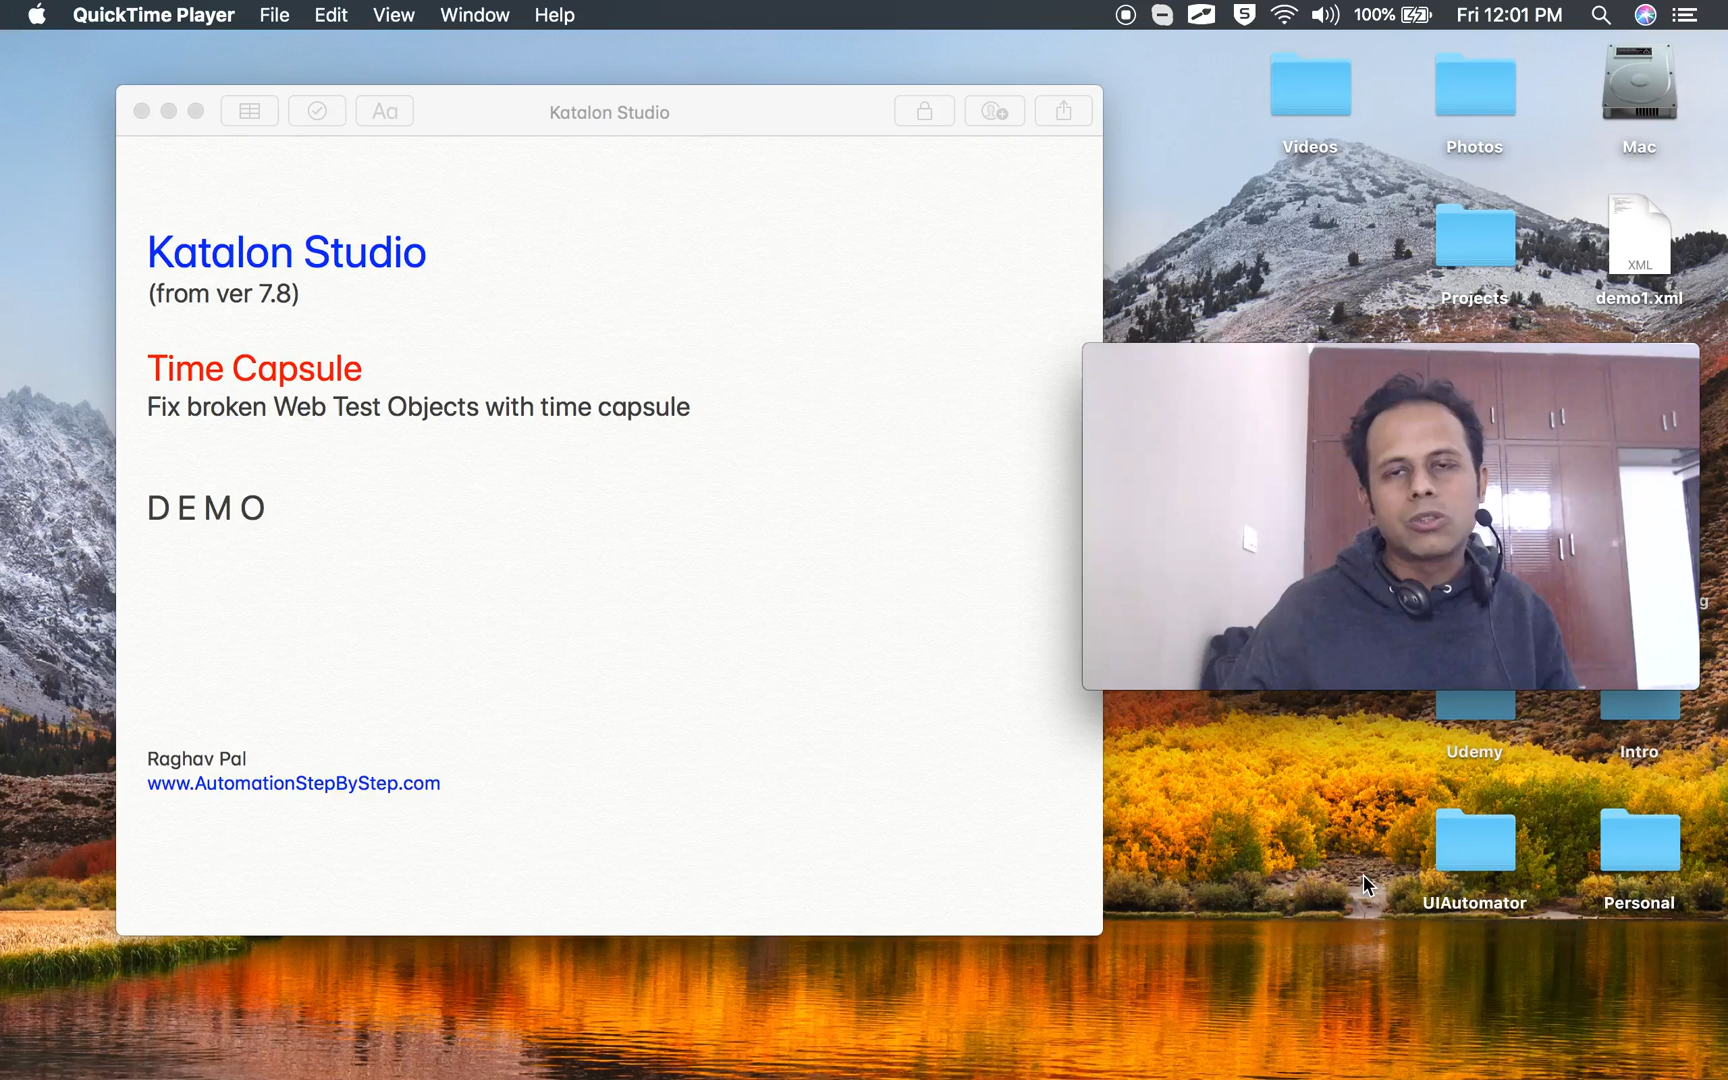 QuickTime Player File Edit View Window Help 100% Fri 12:01 PM
Aa Katalon Studio
Videos Photos Mac
Katalon Studio
(from ver 7.8)
XML
Projects demo1.xml
Time Capsule
Fix broken Web Test Objects with time capsule
D E M O
g
Raghav Pal
www.AutomationStepByStep.com
Udemy Intro
UIAutomator Personal